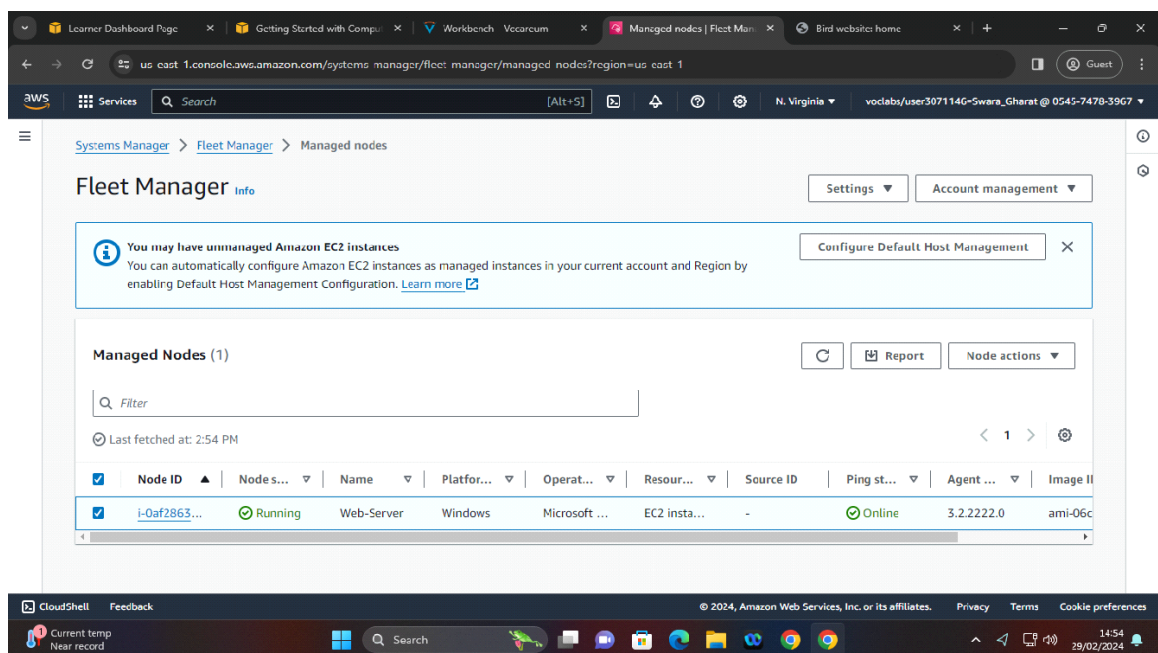 Learner Dashboard Page
Getting Started with Comput
Workbench - Vocareum
Managed nodes | Fleet Man
Bird website: home
us-east-1.console.aws.amazon.com/systems-manager/fleet-manager/managed-nodes?region=us-east-1
Guest
aws
Services
Search
[Alt+S]
N. Virginia
voclabs/user3071146=Swara_Gharat @ 0545-7478-3967
Systems Manager > Fleet Manager > Managed nodes
Fleet Manager Info
Settings
Account management
You may have unmanaged Amazon EC2 instances
Configure Default Host Management
You can automatically configure Amazon EC2 instances as managed instances in your current account and Region by
enabling Default Host Management Configuration. Learn more
Managed Nodes (1)
Report
Node actions
Filter
Last fetched at: 2:54 PM
1
Node ID Node s... Name Platfor... Operat... Resour... Source ID Ping st... Agent ... Image II
i-0af2863... Running Web-Server Windows Microsoft ... EC2 insta... - Online 3.2.2222.0 ami-06c
CloudShell Feedback © 2024, Amazon Web Services, Inc. or its affiliates. Privacy Terms Cookie preferences
1
Current temp
Near record
Search
14:54
29/02/2024